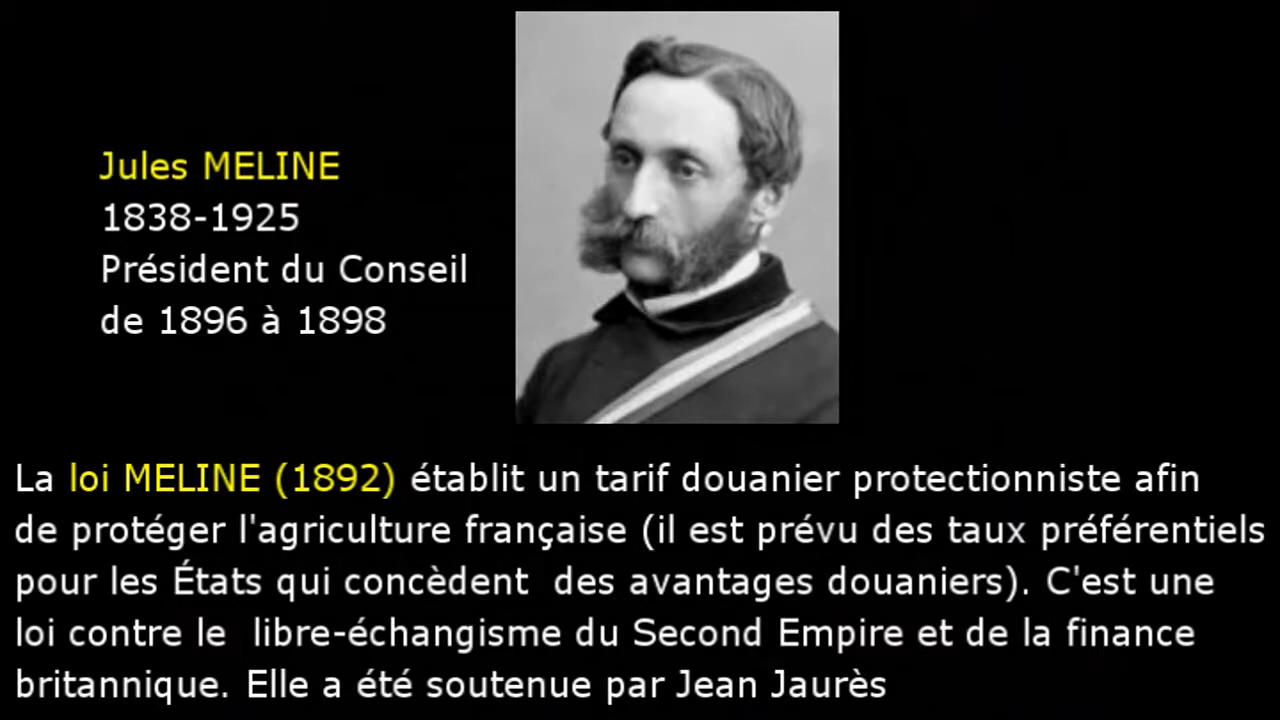 Jules MELINE
1838-1925
Président du Conseil
de 1896 à 1898
La loi MELINE (1892) établit un tarif douanier protectionniste afin
de protéger l'agriculture française (il est prévu des taux préférentiels
pour les États qui concèdent  des avantages douaniers). C'est une
loi contre le  libre-échangisme du Second Empire et de la finance
britannique. Elle a été soutenue par Jean Jaurès